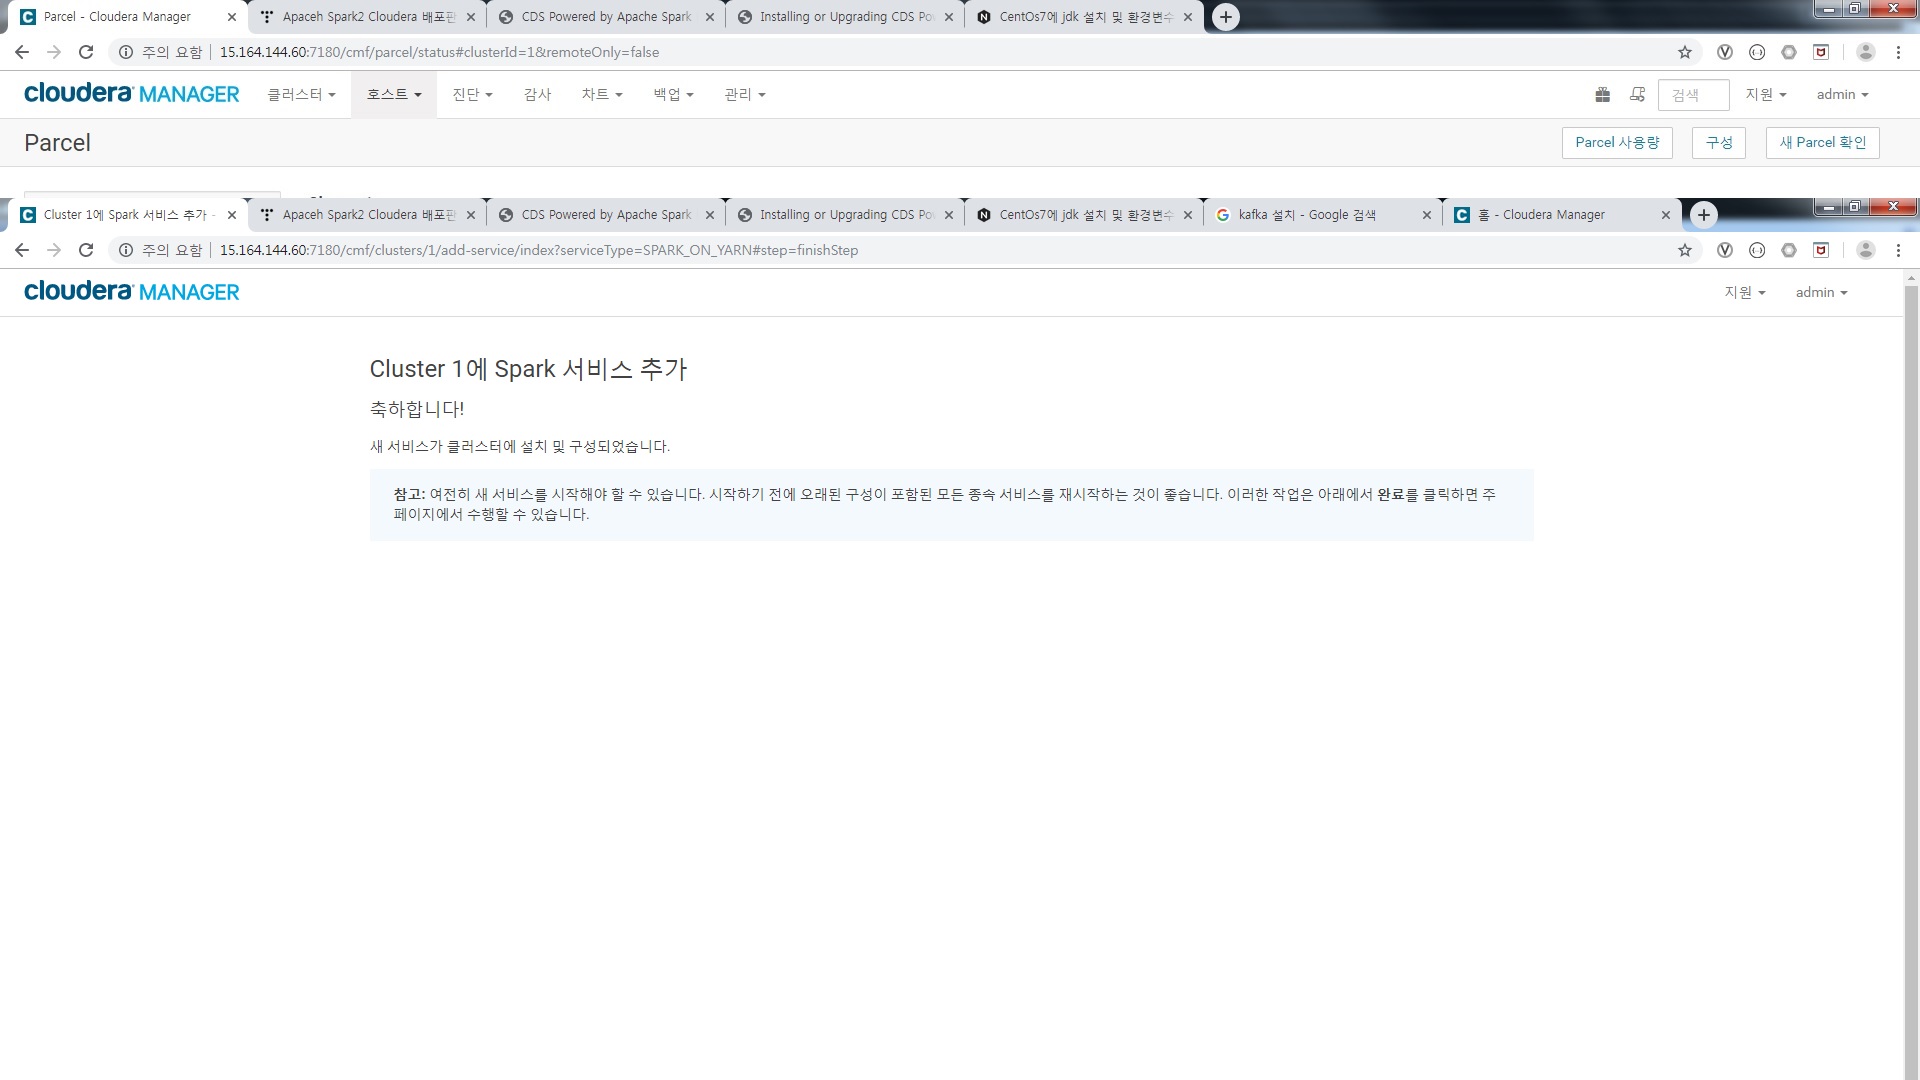 Parcel - Cloudera Manager
Apaceh Spark2 Cloudera 배포판
CDS Powered by Apache Spark
Installing or Upgrading CDS Pow
CentOs7에 jdk 설치 및 환경변수
주의 요함 15.164.144.60:7180/cmf/parcel/status#clusterId=1&remoteOnly=false
cloudera MANAGER 클러스터 호스트 진단 감사 차트 백업 관리 검색 지원 admin
Parcel Parcel 사용량 구성 새 Parcel 확인
Cluster 1에 Spark 서비스 추가 -
Apaceh Spark2 Cloudera 배포판
CDS Powered by Apache Spark
Installing or Upgrading CDS Pow
CentOs7에 jdk 설치 및 환경변수
kafka 설치 - Google 검색
홈 - Cloudera Manager
주의 요함 15.164.144.60:7180/cmf/clusters/1/add-service/index?serviceType=SPARK_ON_YARN#step=finishStep
cloudera MANAGER 지원 admin
Cluster 1에 Spark 서비스 추가
축하합니다!
새 서비스가 클러스터에 설치 및 구성되었습니다.
참고: 여전히 새 서비스를 시작해야 할 수 있습니다. 시작하기 전에 오래된 구성이 포함된 모든 종속 서비스를 재시작하는 것이 좋습니다. 이러한 작업은 아래에서 완료를 클릭하면 주
페이지에서 수행할 수 있습니다.